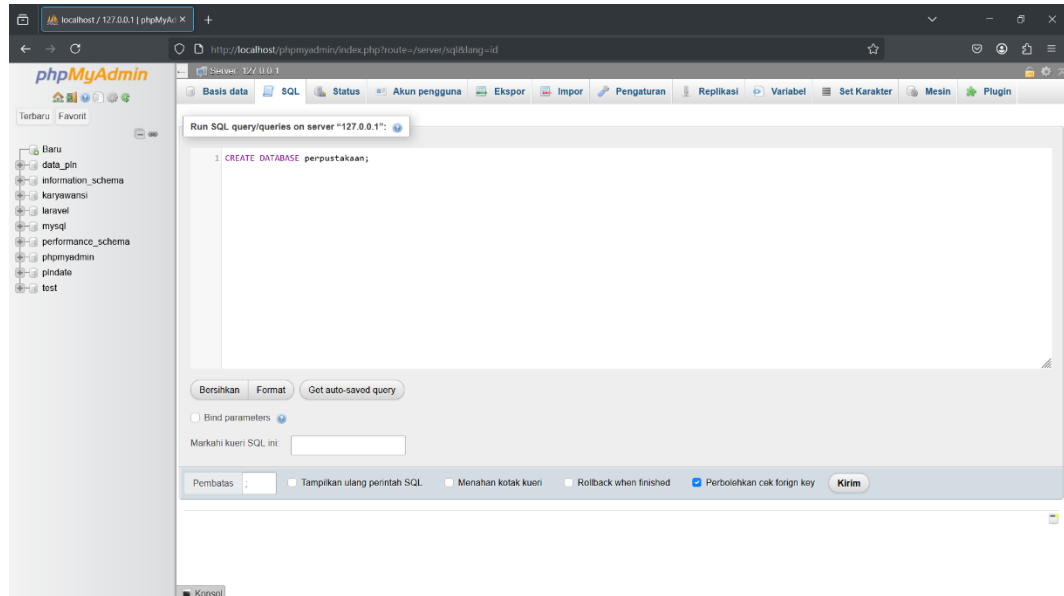 localhost / 127.0.0.1 | phpMyAd
http://localhost/phpmyadmin/index.php?route=/server/sql&lang=id
phpMyAdmin
Terbaru Favorit
Baru
data_pln
information_schema
karyawansi
laravel
mysql
performance_schema
phpmyadmin
plndate
test
Server: 127.0.0.1
Basis data SQL Status Akun pengguna Ekspor Impor Pengaturan Replikasi Variabel Set Karakter Mesin Plugin
Run SQL query/queries on server “127.0.0.1”:
1 CREATE DATABASE perpustakaan;
Bersihkan Format Get auto-saved query
Bind parameters
Markahi kueri SQL ini:
Pembatas ; Tampilkan ulang perintah SQL Menahan kotak kueri Rollback when finished Perbolehkan cek forign key Kirim
Konsol